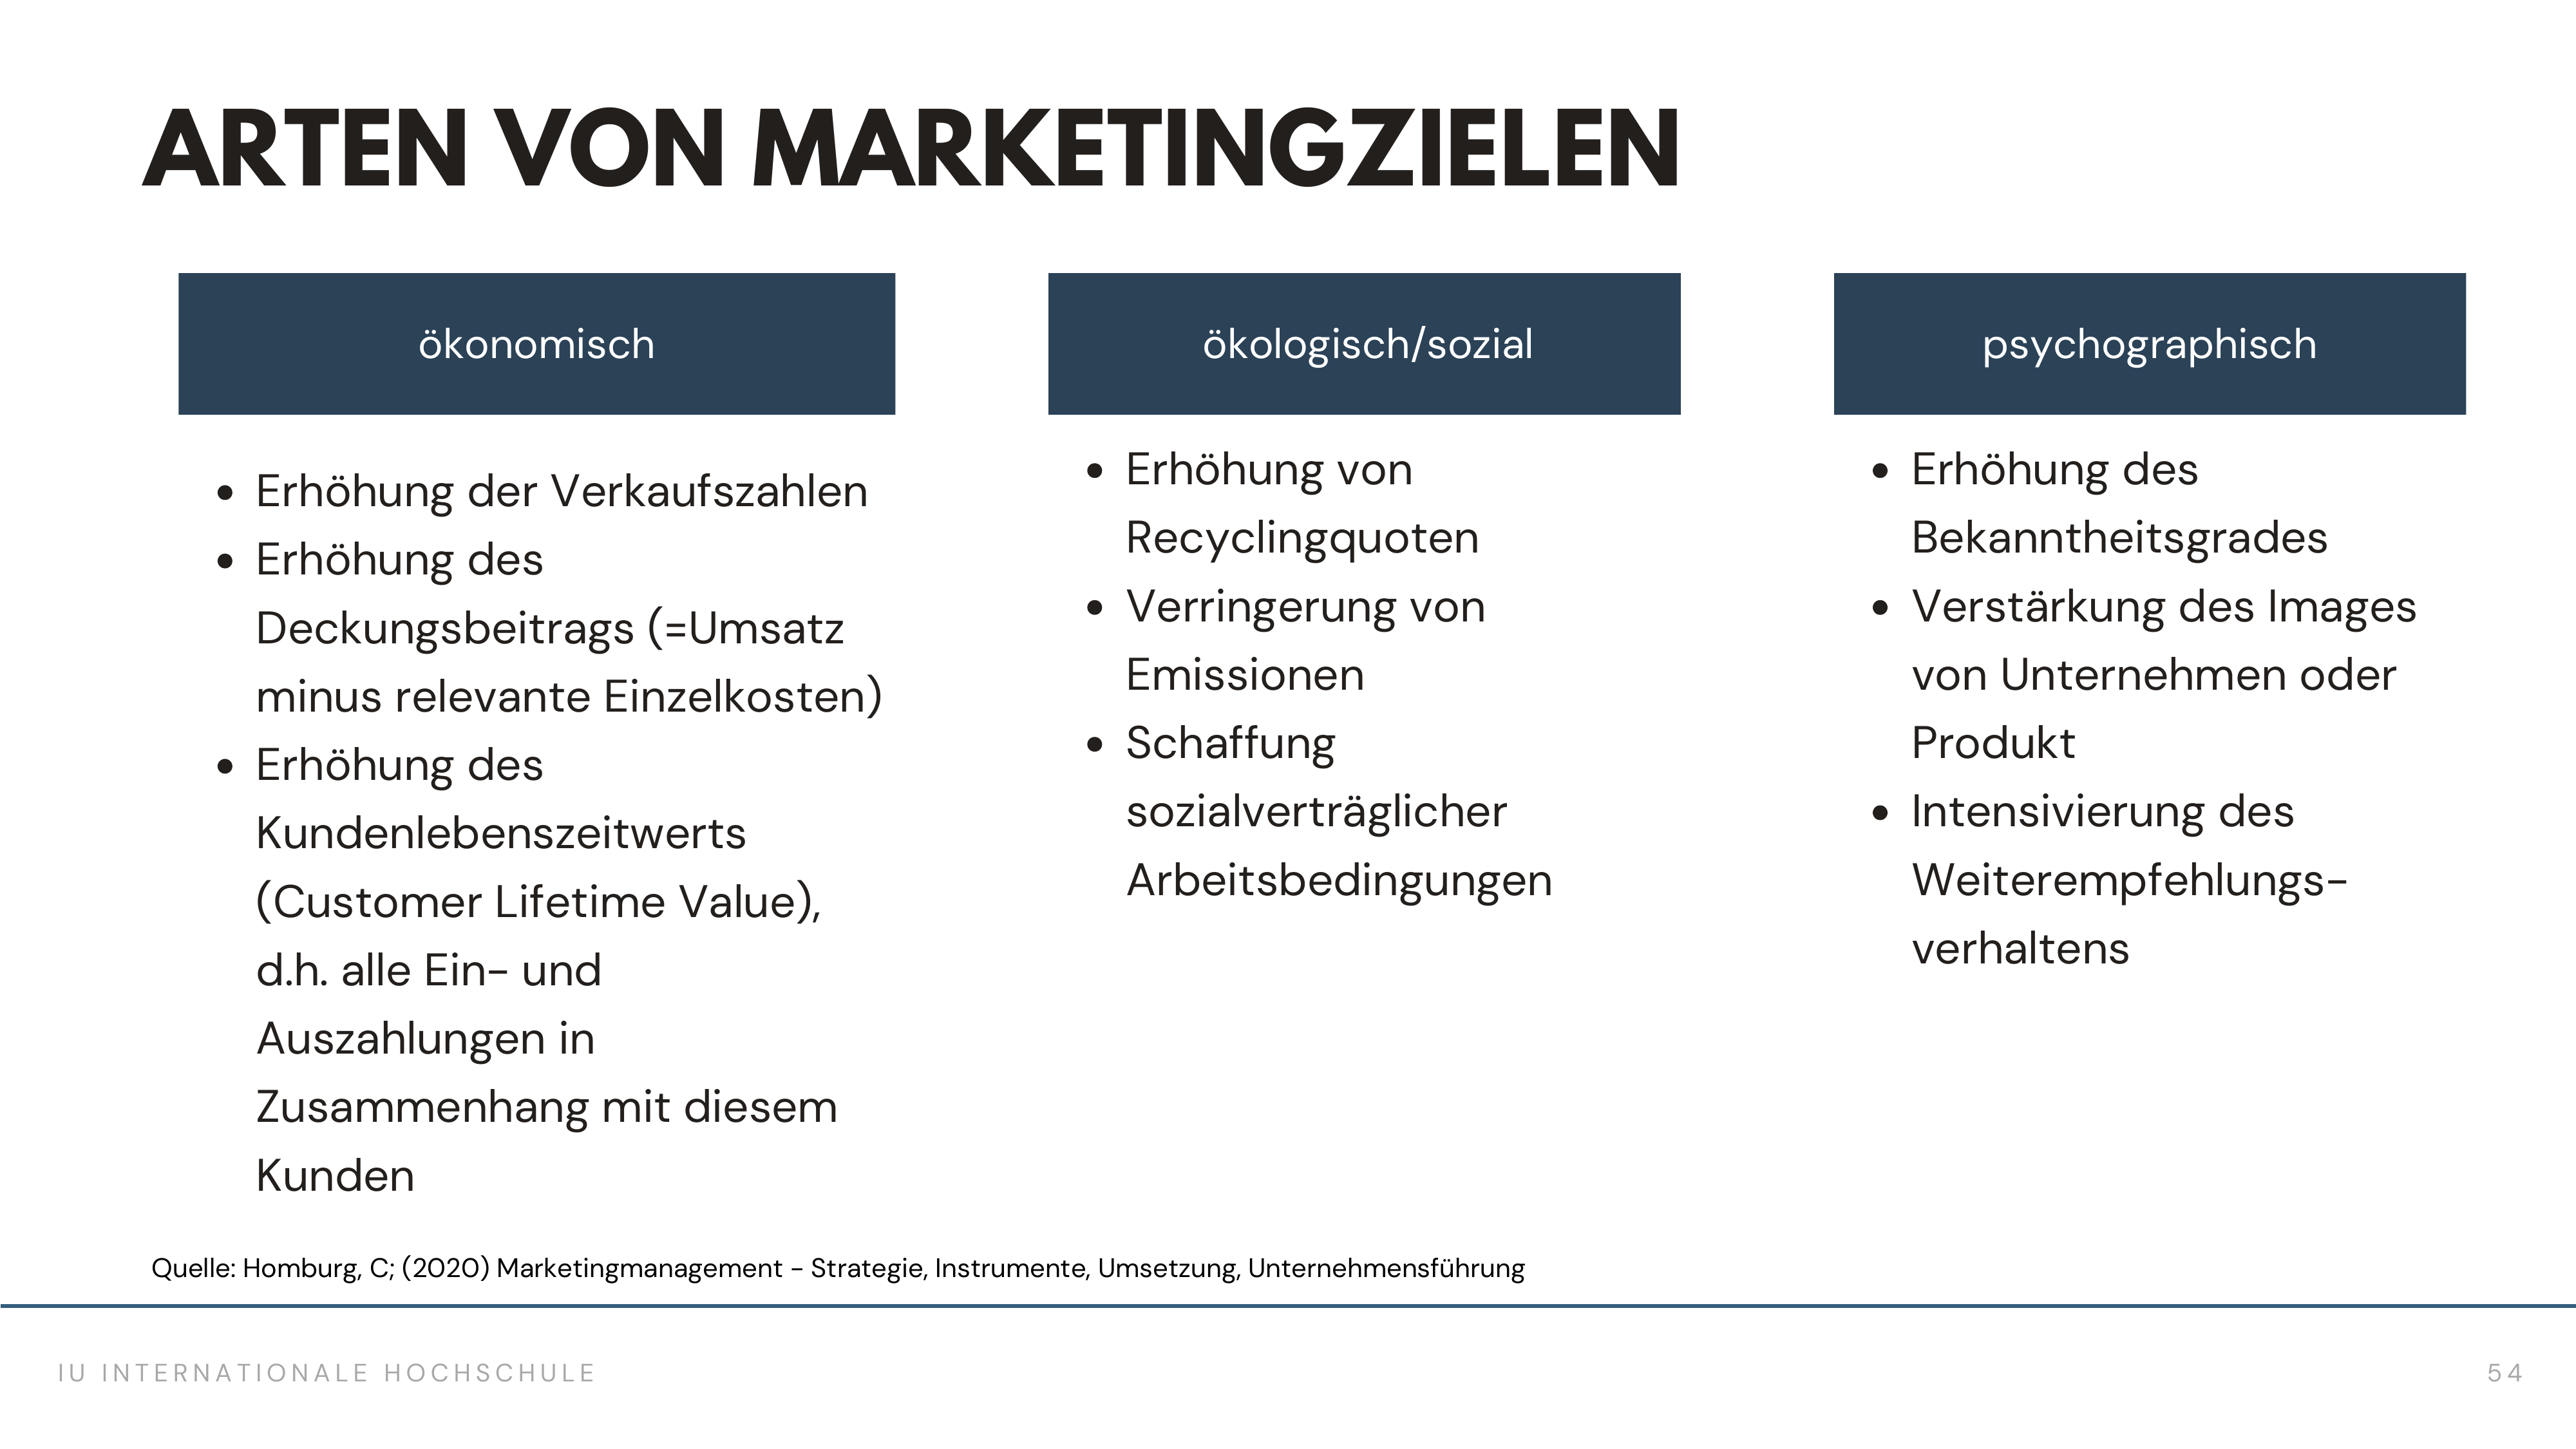 ARTEN VON MARKETINGZIELEN
ökonomisch
• Erhöhung der Verkaufszahlen
• Erhöhung des
Deckungsbeitrags (=Umsatz
minus relevante Einzelkosten)
• Erhöhung des
Kundenlebenszeitwerts
(Customer Lifetime Value),
d.h. alle Ein- und
Auszahlungen in
Zusammenhang mit diesem
Kunden
ökologisch/sozial
• Erhöhung von
Recyclingquoten
• Verringerung von
Emissionen
• Schaffung
sozialverträglicher
Arbeitsbedingungen
psychographisch
• Erhöhung des
Bekanntheitsgrades
• Verstärkung des Images
von Unternehmen oder
Produkt
• Intensivierung des
Weiterempfehlungs-
verhaltens
Quelle: Homburg, C; (2020) Marketingmanagement - Strategie, Instrumente, Umsetzung, Unternehmensführung
IU INTERNATIONALE HOCHSCHULE
54